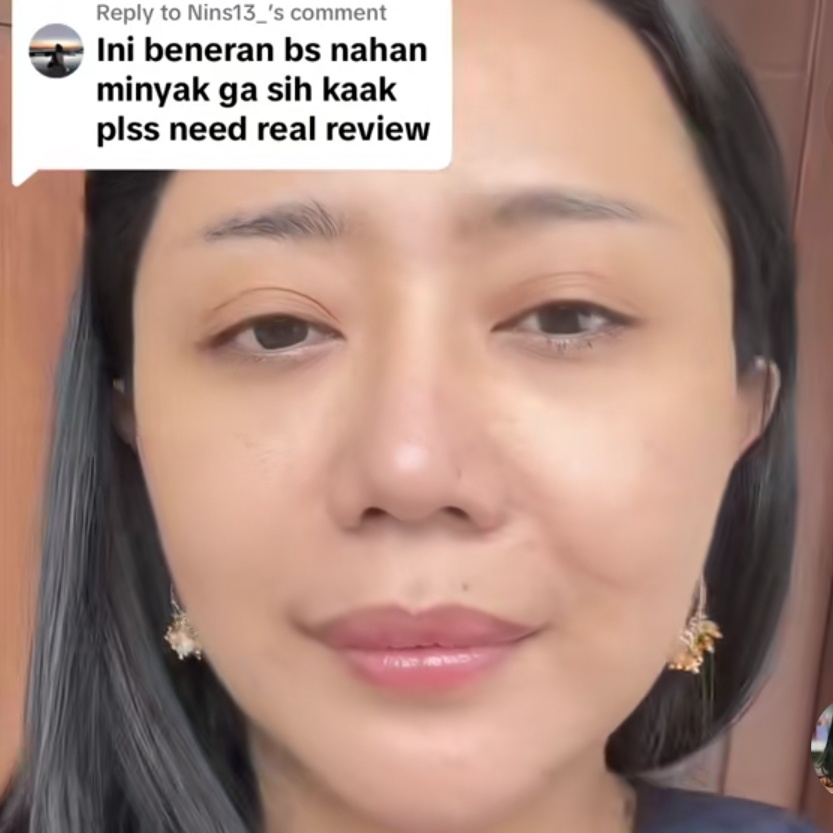 Reply to Nins13_'s comment
Ini beneran bs nahan
minyak ga sih kaak
plss need real review